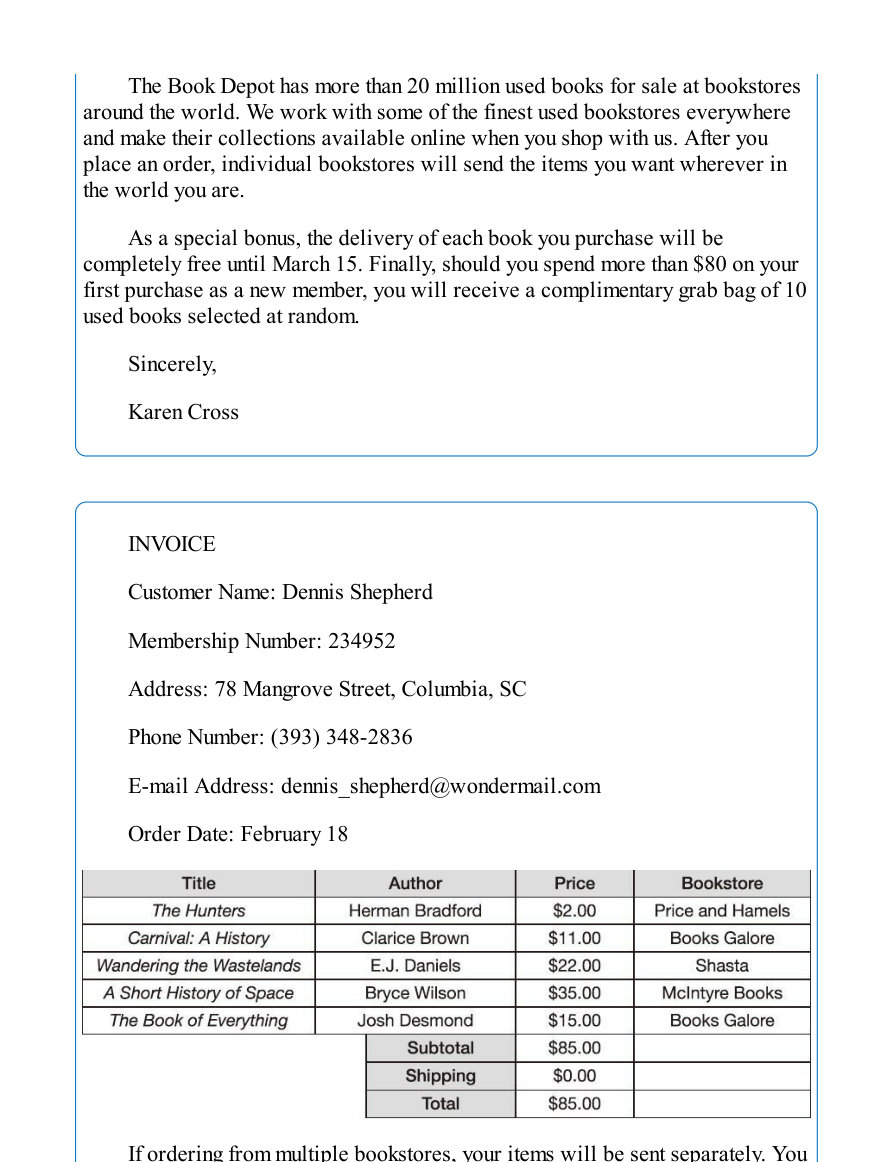 The Book Depot has more than 20 million used books for sale at bookstores
around the world. We work with some of the finest used bookstores everywhere
and make their collections available online when you shop with us. After you
place an order, individual bookstores will send the items you want wherever in
the world you are.
As a special bonus, the delivery of each book you purchase will be
completely free until March 15. Finally, should you spend more than $80 on your
first purchase as a new member, you will receive a complimentary grab bag of 10
used books selected at random.
Sincerely,
Karen Cross
INVOICE
Customer Name: Dennis Shepherd
Membership Number: 234952
Address: 78 Mangrove Street, Columbia, SC
Phone Number: (393) 348-2836
E-mail Address: dennis_shepherd@wondermail.com
Order Date: February 18
Title Author Price Bookstore
The Hunters Herman Bradford $2.00 Price and Hamels
Carnival: A History Clarice Brown $11.00 Books Galore
Wandering the Wastelands E.J. Daniels $22.00 Shasta
A Short History of Space Bryce Wilson $35.00 McIntyre Books
The Book of Everything Josh Desmond $15.00 Books Galore
Subtotal $85.00
Shipping $0.00
Total $85.00
If ordering from multiple bookstores, your items will be sent separately. You